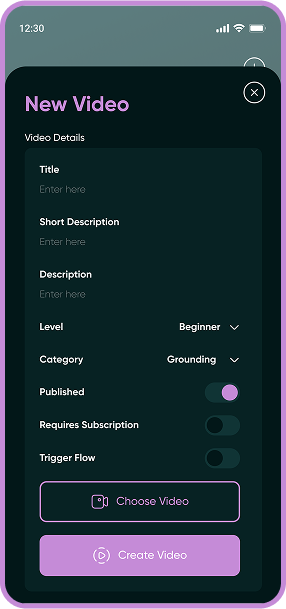 12:30
New Video
Video Details
Title
Enter here
Short Description
Enter here
Description
Enter here
Level Beginner
Category Grounding
Published
Requires Subscription
Trigger Flow
Choose Video
Create Video